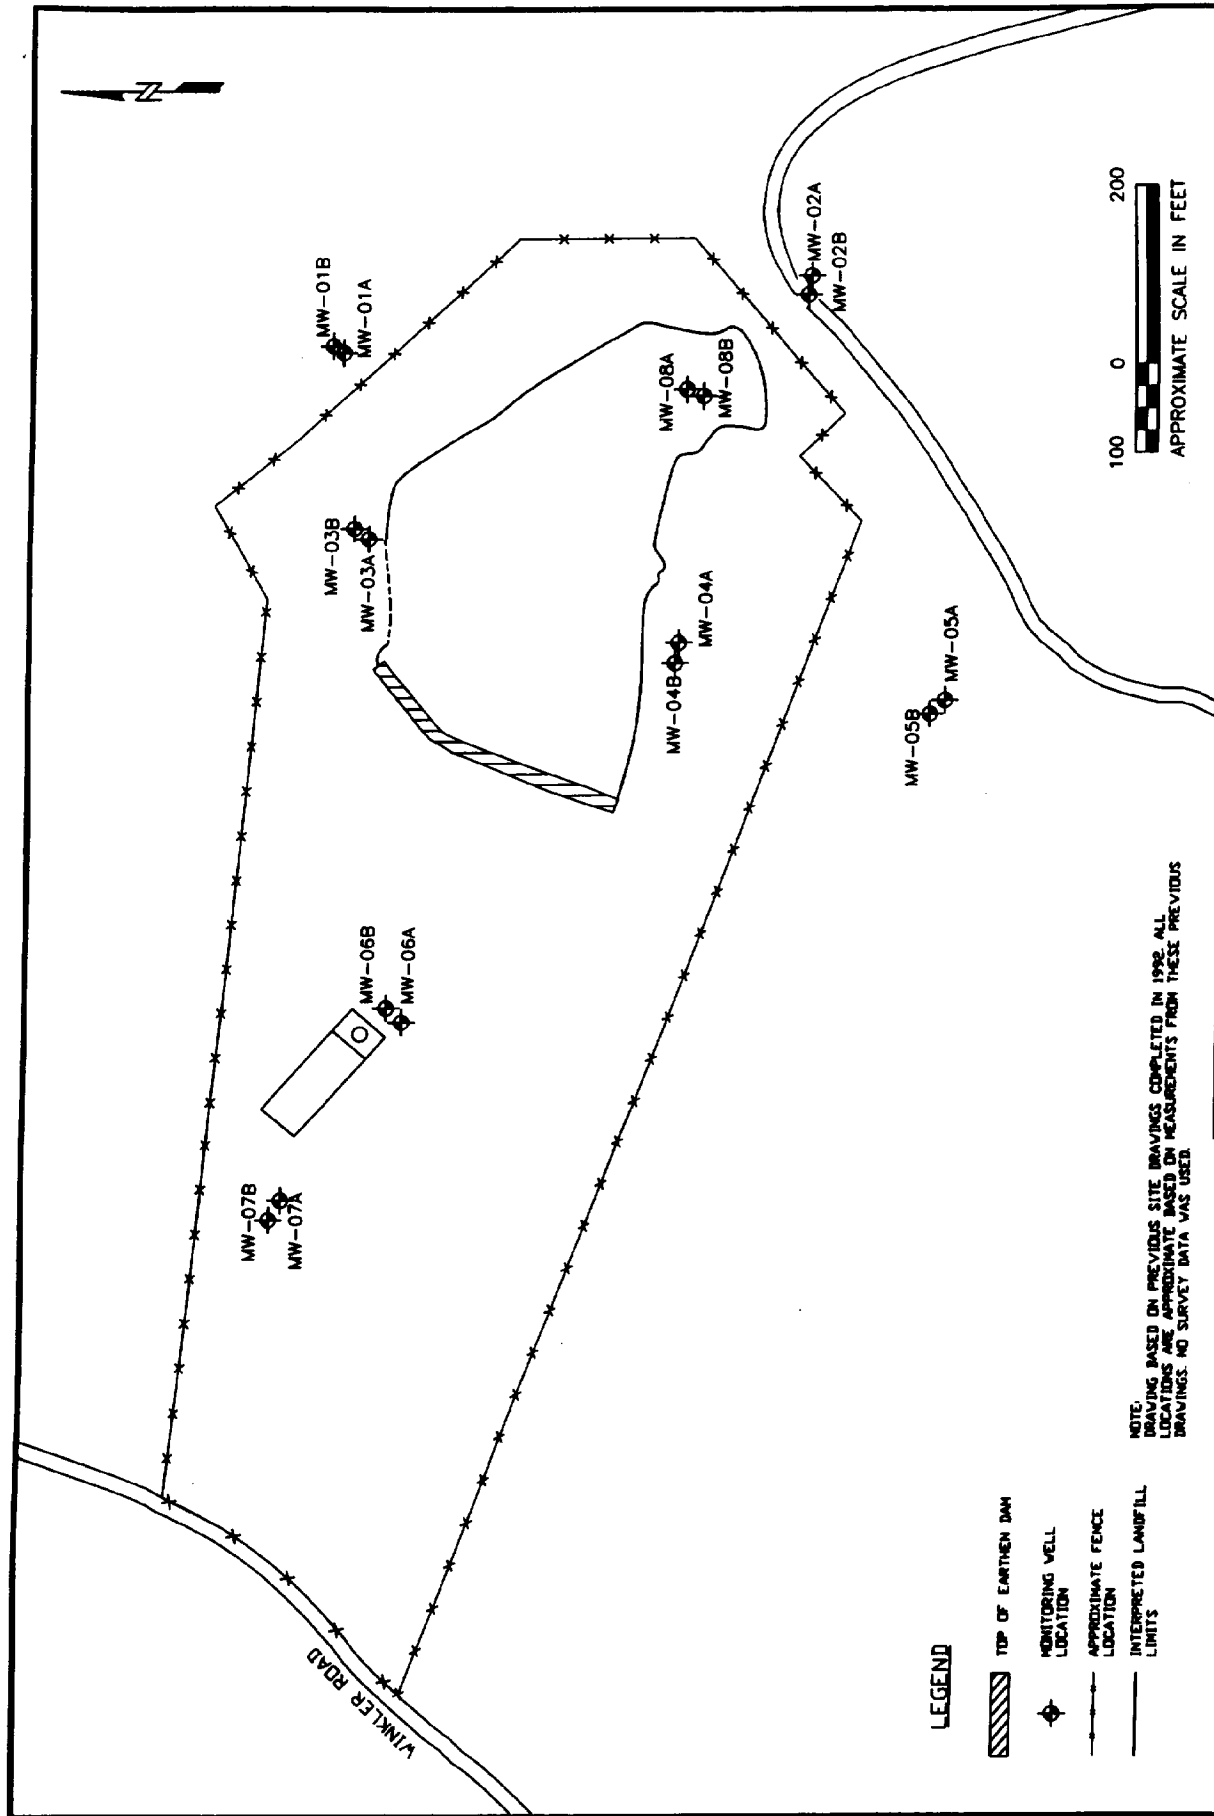 N
MW-01B
MW-01A
MW-03B
MW-03A
MW-02A
MW-02B
MW-08A
MW-08B
MW-04A
MW-04B
MW-05A
MW-05B
MW-06B
MW-06A
MW-07B
MW-07A
WINKLER ROAD
100 0 200
APPROXIMATE SCALE IN FEET
LEGEND
TOP OF EARTHEN DAM
MONITORING WELL
LOCATION
APPROXIMATE FENCE
LOCATION
INTERPRETED LANDFILL
LIMITS
NOTE:
DRAWING BASED ON PREVIOUS SITE DRAWINGS COMPLETED IN 1992. ALL
LOCATIONS ARE APPROXIMATE BASED ON MEASUREMENTS FROM THESE PREVIOUS
DRAWINGS. NO SURVEY DATA WAS USED.